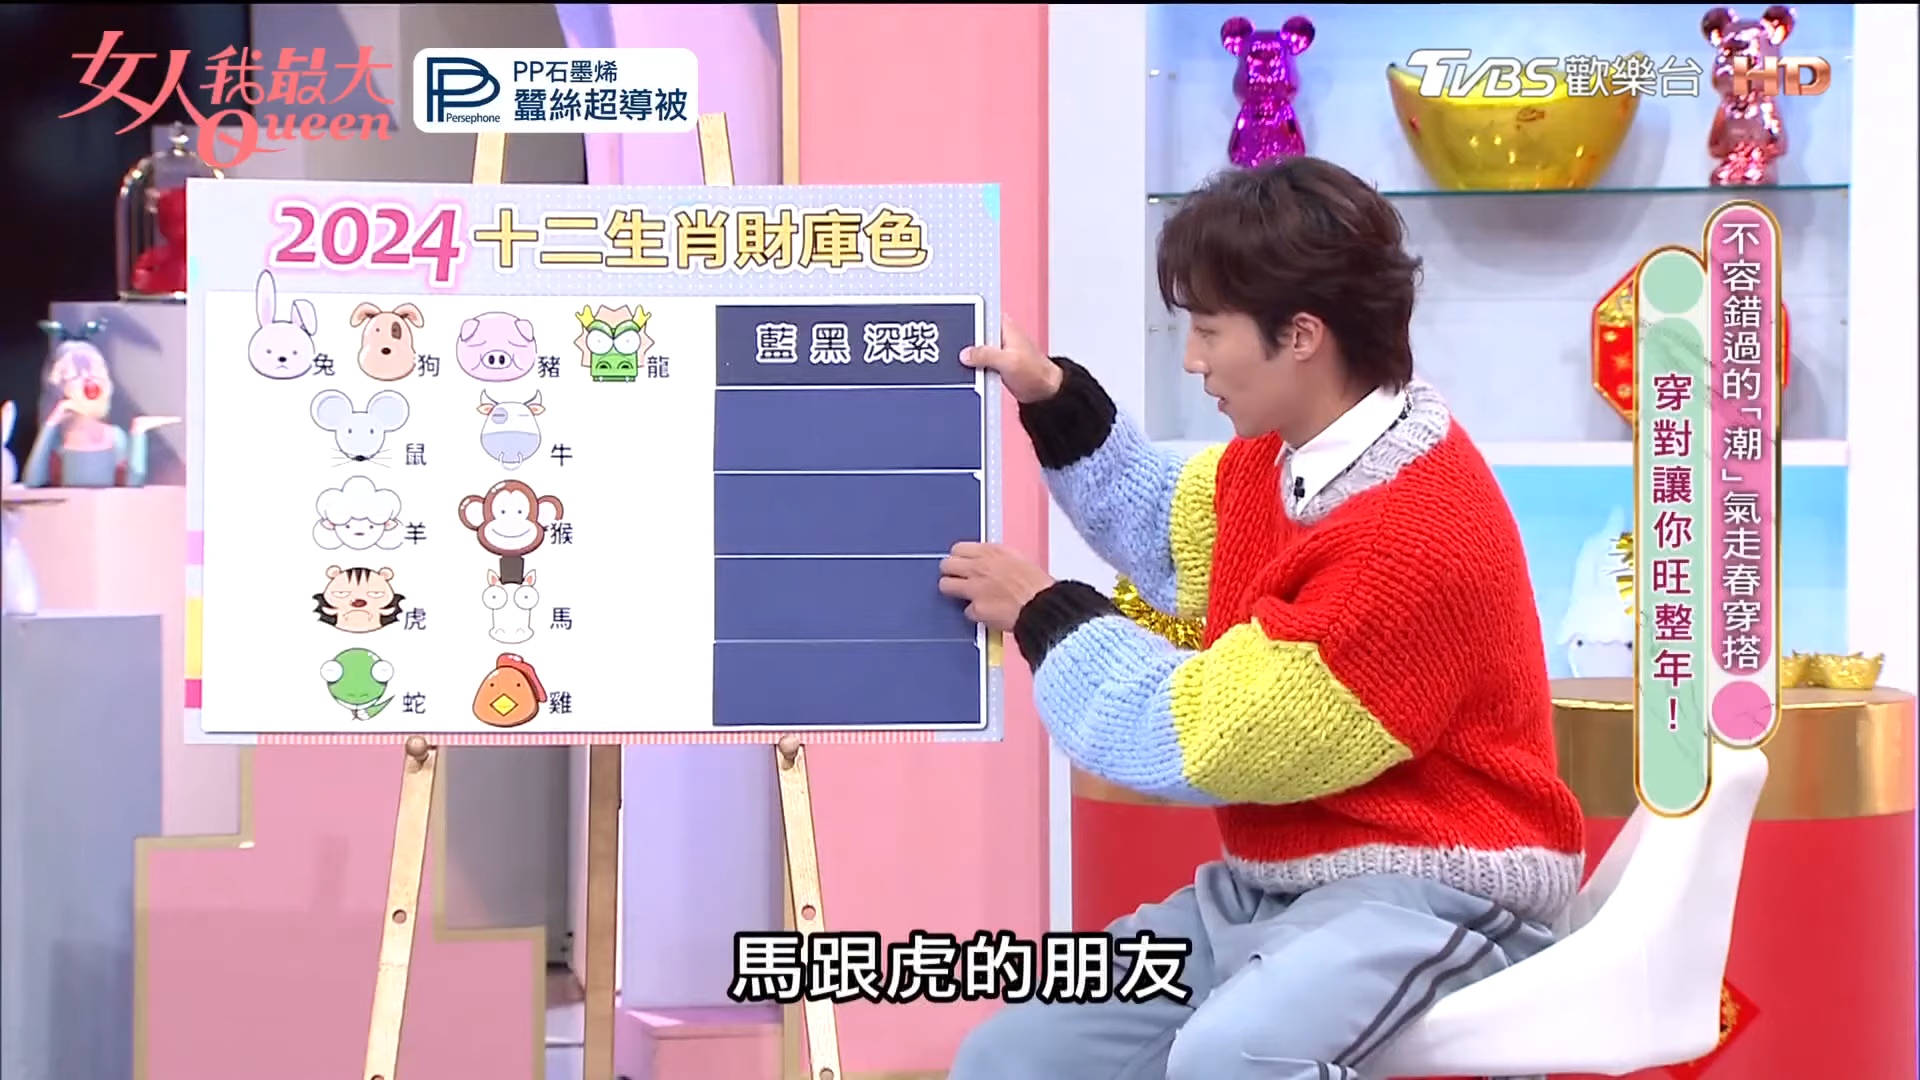 女人我最大
Queen
PP石墨烯
蠶絲超導被
Persephone
TVBS歡樂台 HD
2024十二生肖財庫色
兔 狗 豬 龍 藍 黑 深紫
鼠 牛
羊 猴
虎 馬
蛇 雞
不容錯過的「潮」氣走春穿搭
穿對讓你旺整年！
馬跟虎的朋友